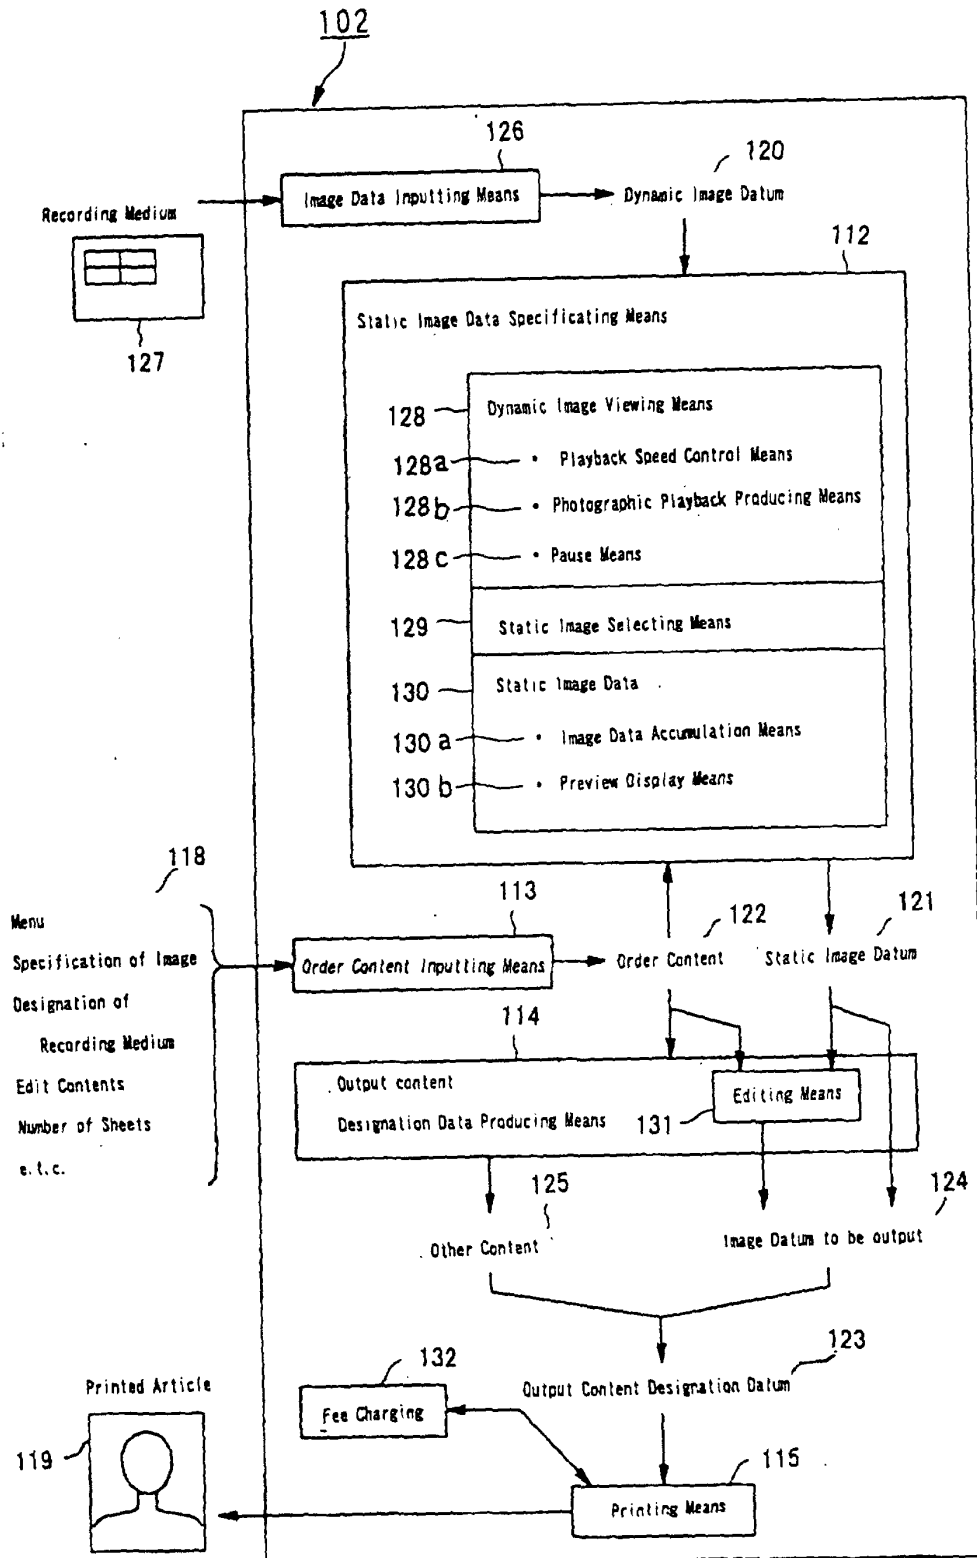 102
126
120
Image Data Inputting Means
Dynamic Image Datum
Recording Medium
127
112
Static Image Data Specificating Means
128
Dynamic Image Viewing Means
128a
• Playback Speed Control Means
128b
• Photographic Playback Producing Means
128c
• Pause Means
129
Static Image Selecting Means
130
Static Image Data
130a
• Image Data Accumulation Means
130b
• Preview Display Means
118
Menu
Specification of Image
Designation of
Recording Medium
Edit Contents
Number of Sheets
e.t.c.
113
Order Content Inputting Means
122
Order Content
121
Static Image Datum
114
Output content
Designation Data Producing Means
131
Editing Means
125
Other Content
124
Image Datum to be output
123
Output Content Designation Datum
132
Fee Charging
115
Printing Means
Printed Article
119